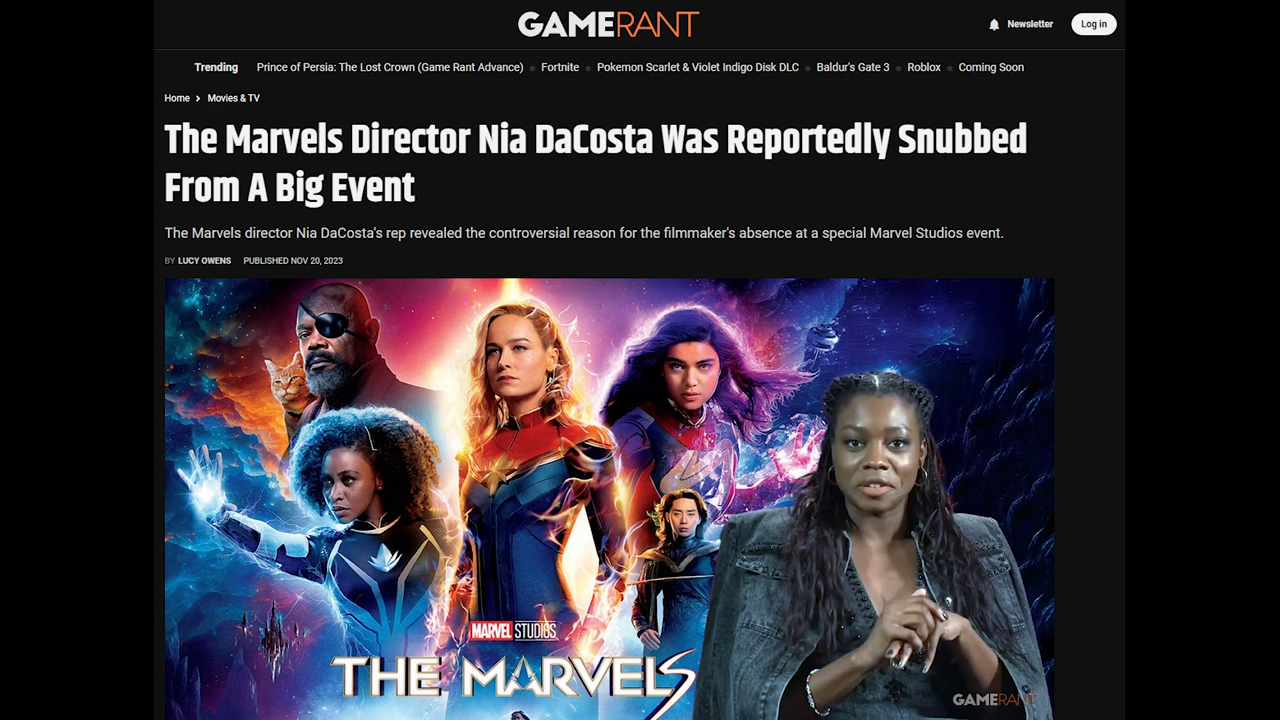 GAMERANT
Newsletter
Log in
Trending Prince of Persia: The Lost Crown (Game Rant Advance) Fortnite Pokemon Scarlet & Violet Indigo Disk DLC Baldur's Gate 3 Roblox Coming Soon
Home > Movies & TV
The Marvels Director Nia DaCosta Was Reportedly Snubbed
From A Big Event
The Marvels director Nia DaCosta's rep revealed the controversial reason for the filmmaker's absence at a special Marvel Studios event.
BY LUCY OWENS PUBLISHED NOV 20, 2023
MARVEL STUDIOS
THE MARVELS
GAMERANT